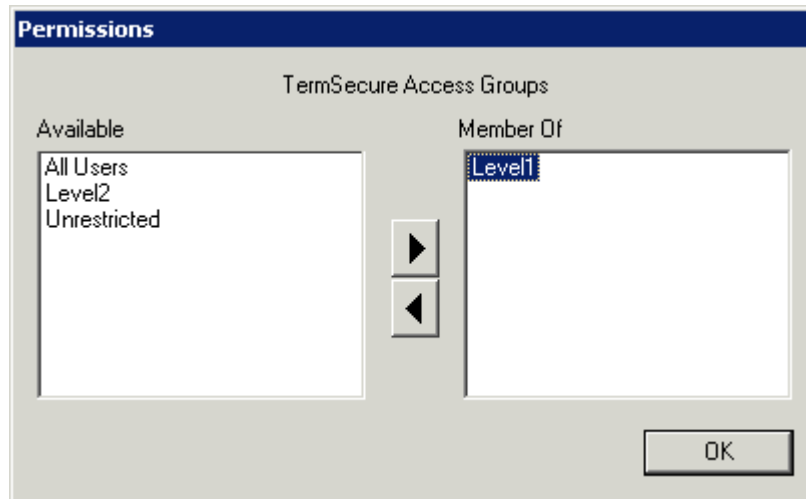 Permissions
TermSecure Access Groups
Available
Member Of
All Users
Level2
Unrestricted
Level1
OK